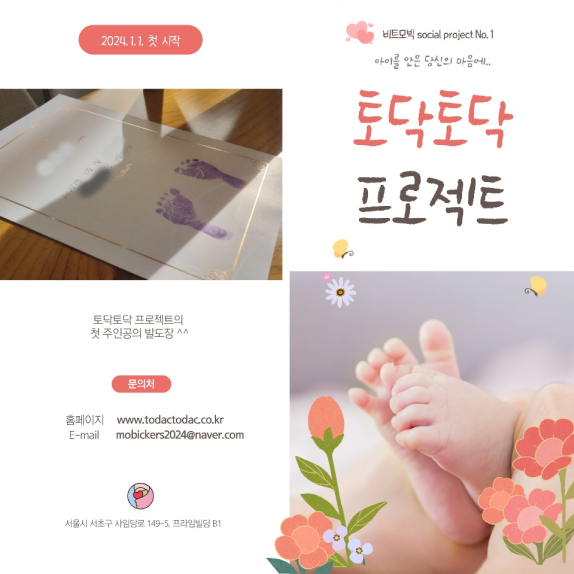 2024.1.1. 첫 시작
토닥토닥 프로젝트의
첫 주인공의 발도장 ^^
문의처
홈페이지 www.todactodac.co.kr
E-mail mobickers2024@naver.com
서울시 서초구 사임당로 149-5, 프라임빌딩 B1
비트모빅 social project No.1
아이를 안은 당신의 마음에..
토닥토닥
프로젝트